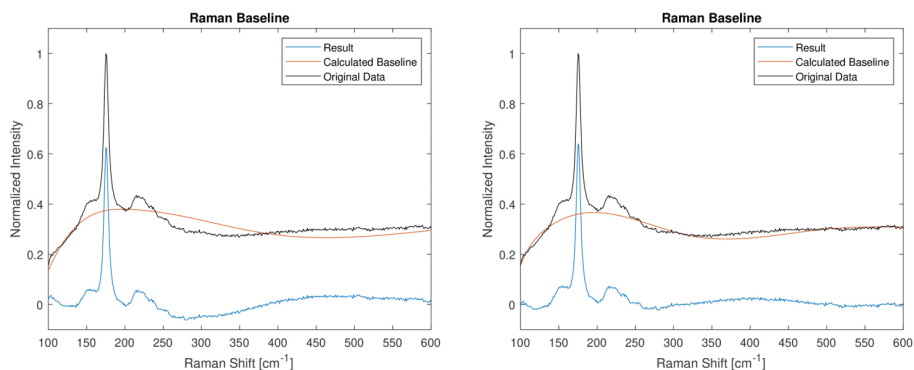 Raman Baseline
Result
Calculated Baseline
Original Data
Normalized Intensity
1
0.8
0.6
0.4
0.2
0
100 150 200 250 300 350 400 450 500 550 600
Raman Shift [cm⁻¹]
Raman Baseline
Result
Calculated Baseline
Original Data
Normalized Intensity
1
0.8
0.6
0.4
0.2
0
100 150 200 250 300 350 400 450 500 550 600
Raman Shift [cm⁻¹]